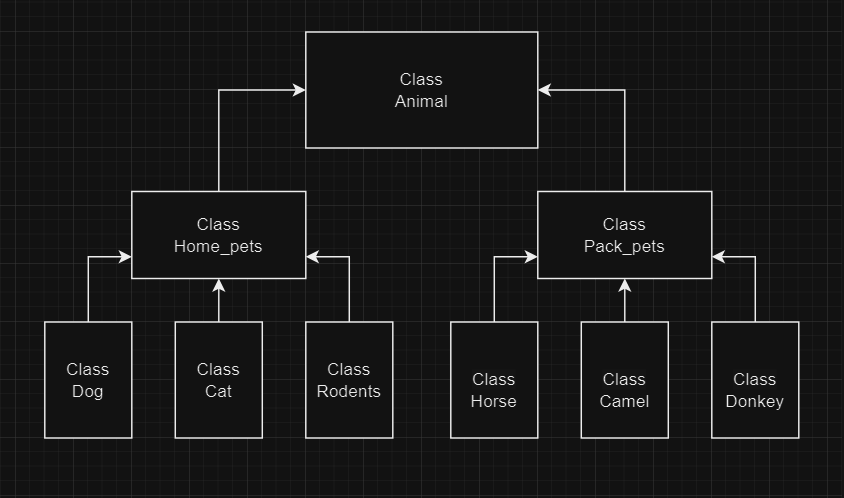 Class
Animal
Class
Home_pets
Class
Pack_pets
Class
Dog
Class
Cat
Class
Rodents
Class
Horse
Class
Camel
Class
Donkey